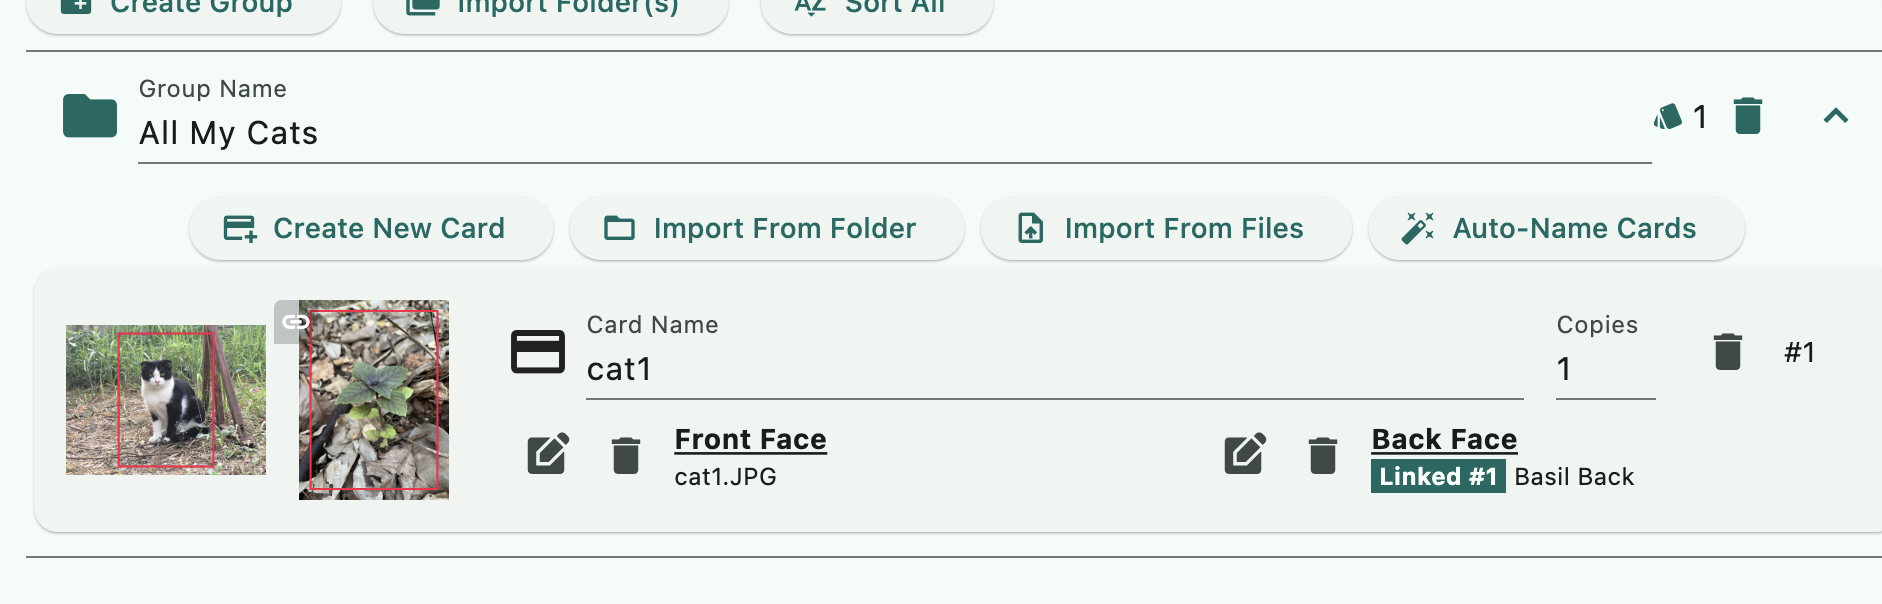 Create Group
Import Folder(s)
Sort All
Group Name
All My Cats
1
Create New Card
Import From Folder
Import From Files
Auto-Name Cards
Card Name
cat1
Copies
1
#1
Front Face
cat1.JPG
Back Face
Linked #1 Basil Back